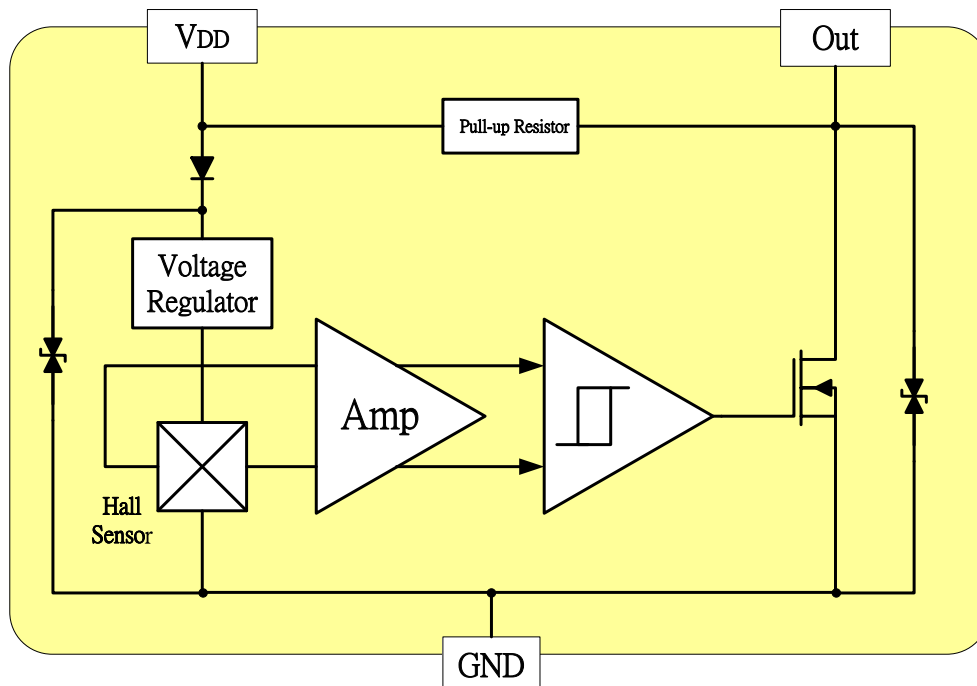 VDD
Out
Pull-up Resistor
Voltage
Regulator
Amp
Hall
Sensor
GND